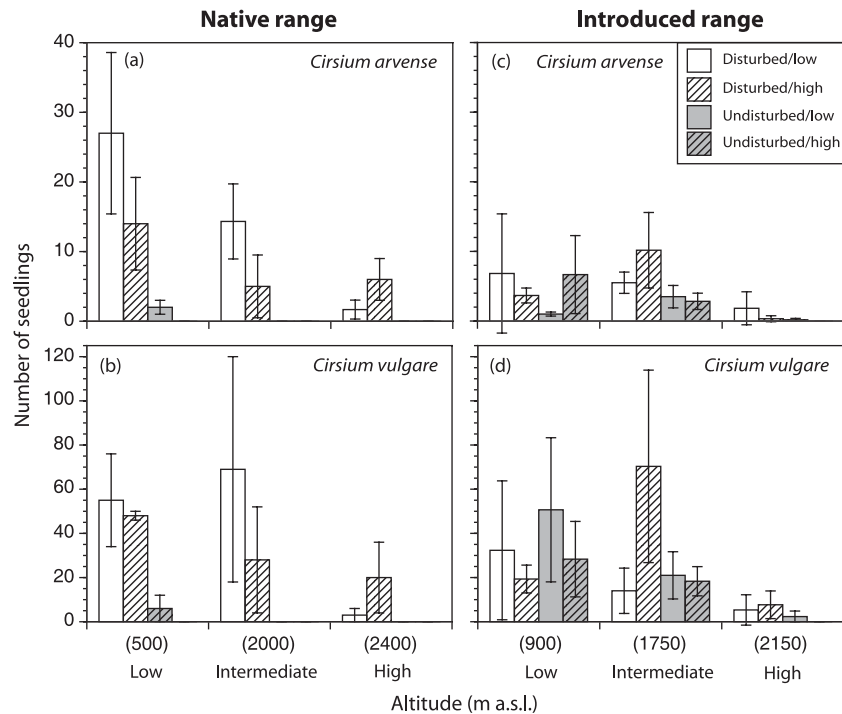 Native range
Introduced range
(a)
Cirsium arvense
(c)
Cirsium arvense
Disturbed/low
Disturbed/high
Undisturbed/low
Undisturbed/high
40
30
20
10
0
Number of seedlings
(b)
Cirsium vulgare
(d)
Cirsium vulgare
120
100
80
60
40
20
0
(500)
(2000)
(2400)
(900)
(1750)
(2150)
Low
Intermediate
High
Low
Intermediate
High
Altitude (m a.s.l.)